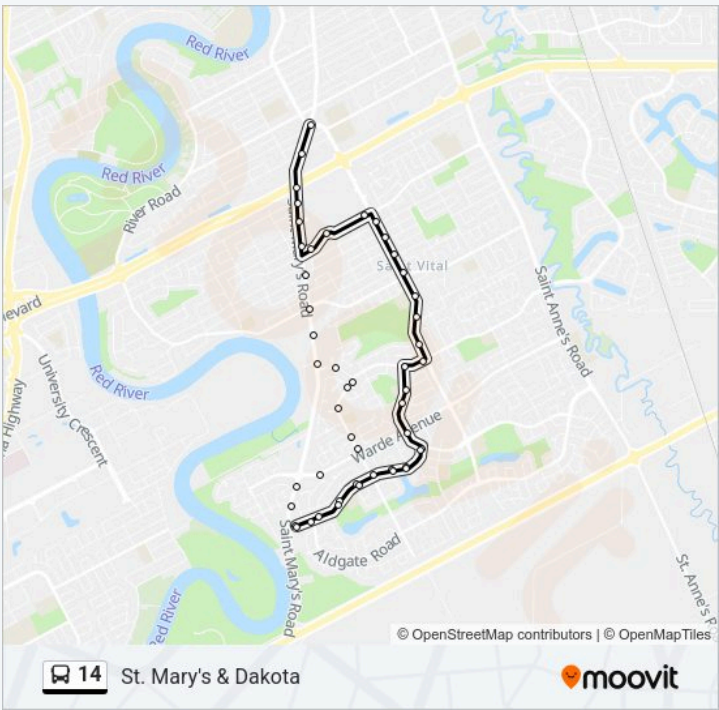 Red River
Red River
River Road
Saint Vital
y's Road
Saint Anne's Road
evard
Red River
University Crescent
a Highway
Warde Avenue
Saint Mary's Road
Aldgate Road
St. Anne's R
ed River
© OpenStreetMap contributors | © OpenMapTiles
14 St. Mary's & Dakota
moovit